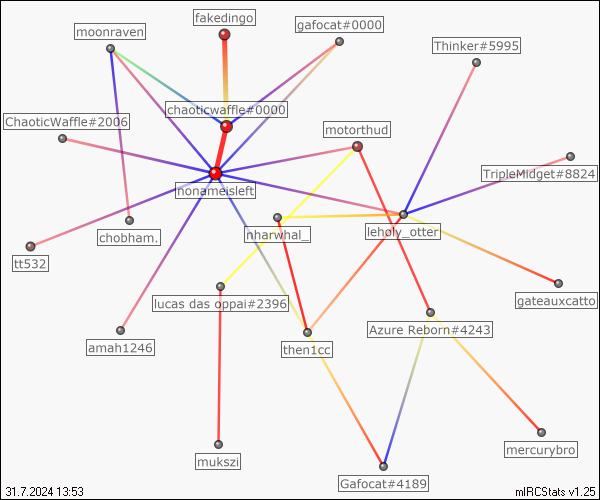 fakedingo
moonraven
gafocat#0000
Thinker#5995
chaoticwaffle#0000
ChaoticWaffle#2006
motorthud
TripleMidget#8824
nonameisleft
nharwhal_
leholy_otter
chobham.
tt532
lucas das oppai#2396
gateauxcatto
Azure Reborn#4243
amah1246
then1cc
mukszi
mercurybro
Gafocat#4189
31.7.2024 13:53
mIRCStats v1.25